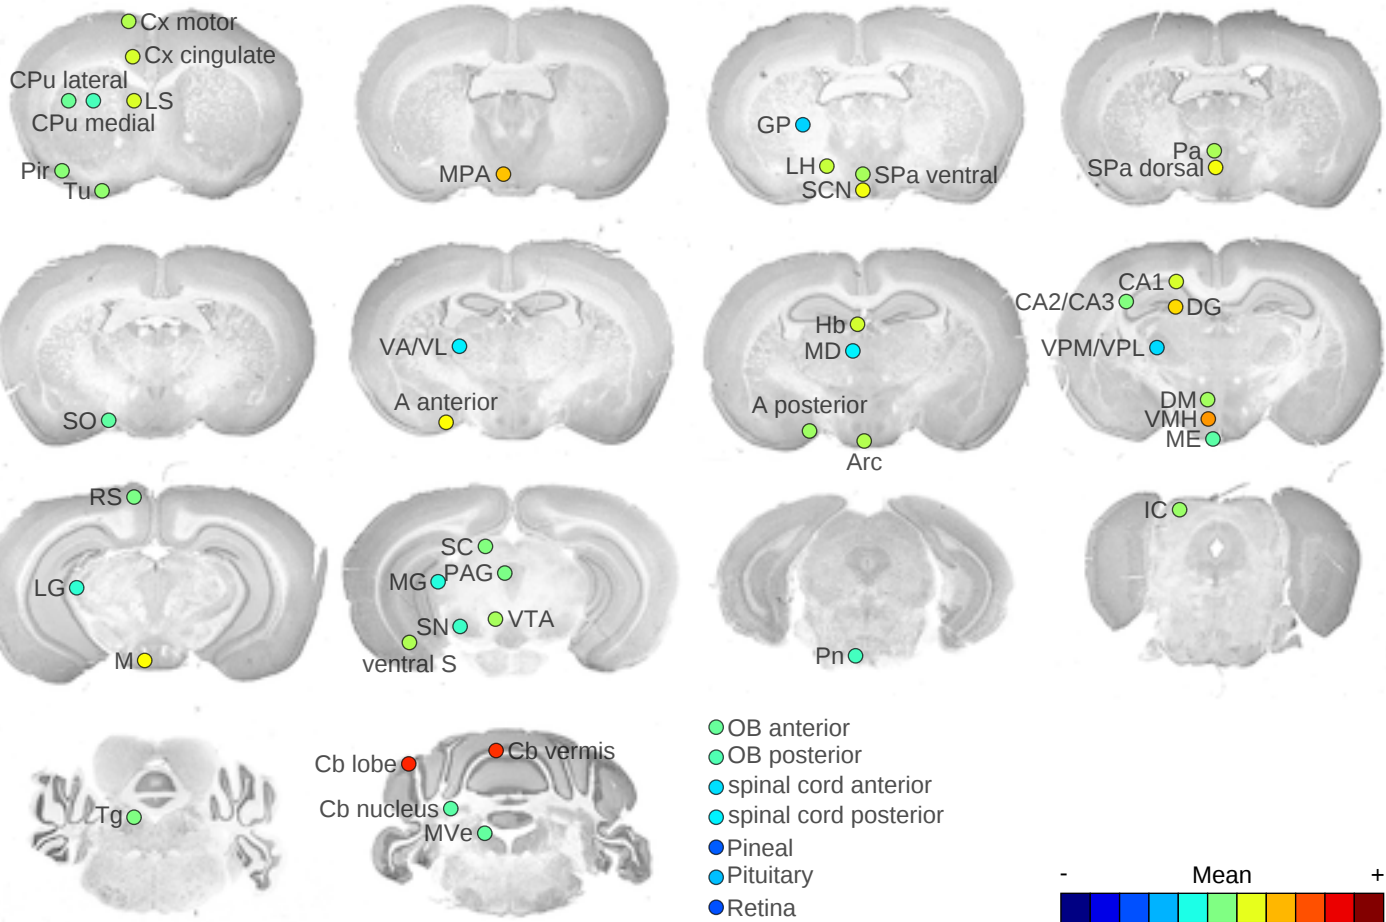 Cx motor
Cx cingulate
CPu lateral
LS
CPu medial
Pir
Tu
MPA
GP
LH
SPa ventral
SCN
Pa
SPa dorsal
SO
VA/VL
A anterior
Hb
MD
A posterior
Arc
CA1
CA2/CA3
DG
VPM/VPL
DM
VMH
ME
RS
LG
M
SC
PAG
MG
SN
VTA
ventral S
Pn
IC
Tg
Cb lobe
Cb vermis
Cb nucleus
MVe
OB anterior
OB posterior
spinal cord anterior
spinal cord posterior
Pineal
Pituitary
Retina
- Mean +